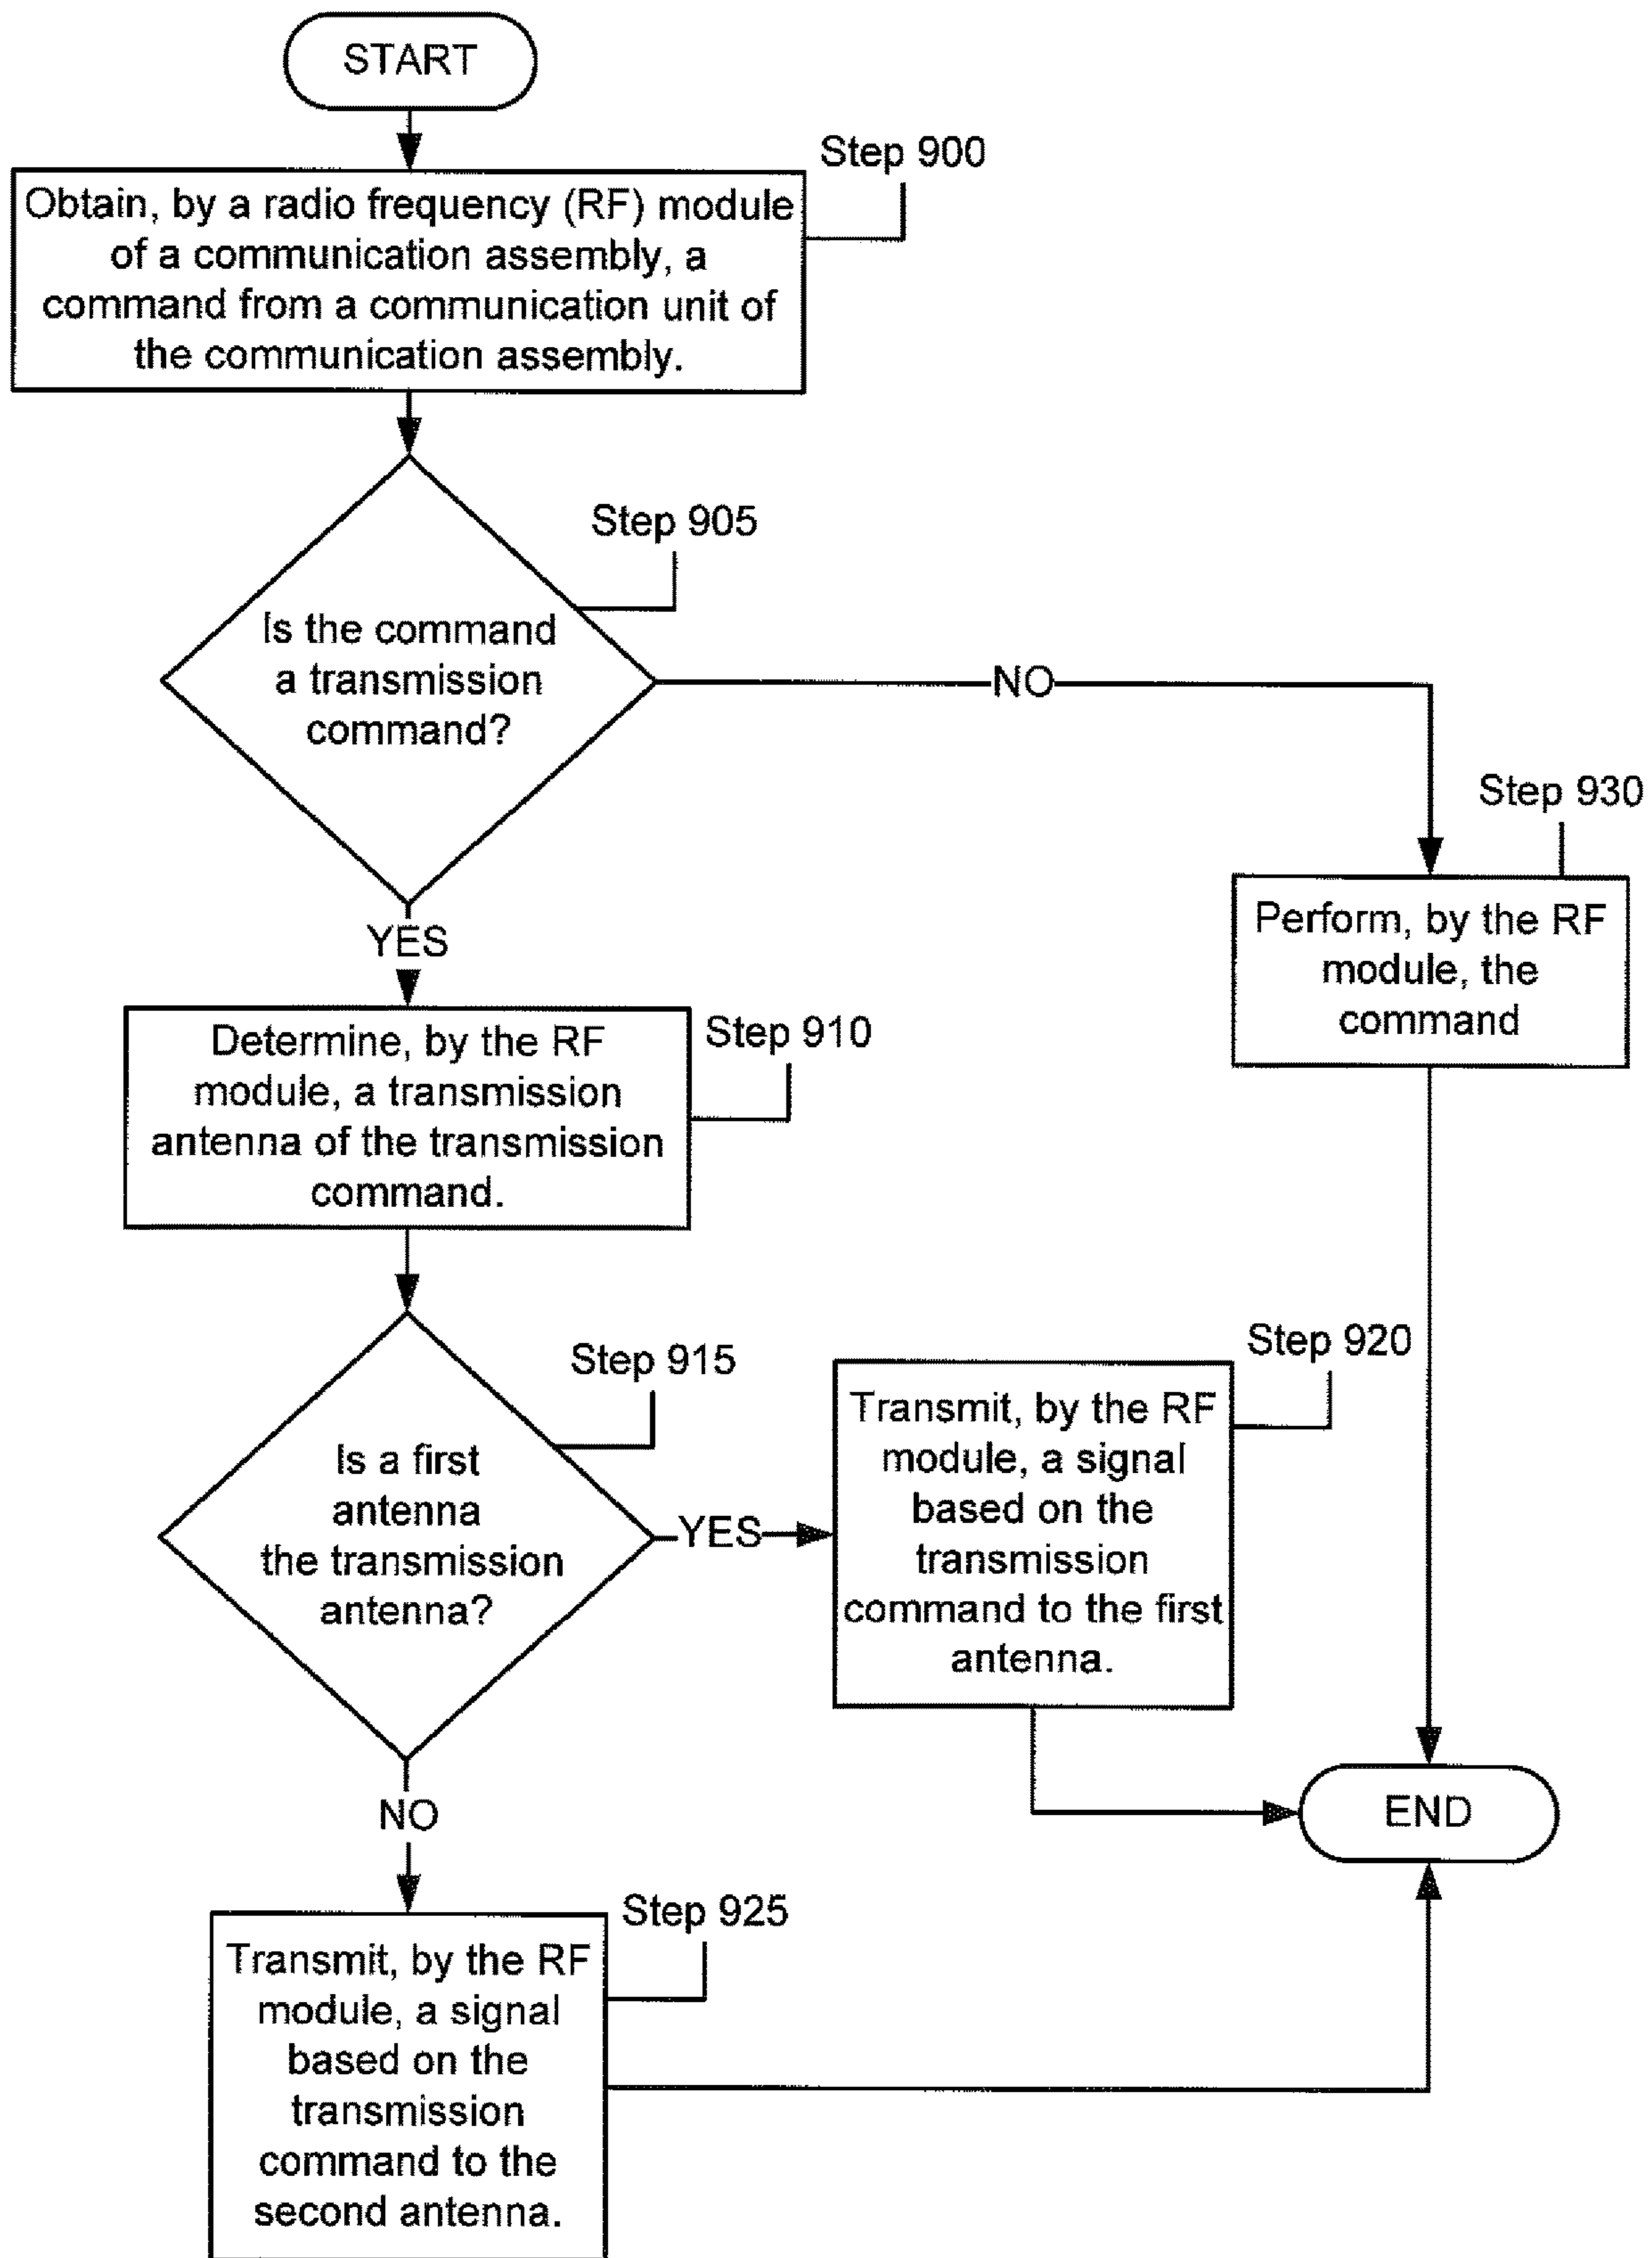 START
Step 900
Obtain, by a radio frequency (RF) module
of a communication assembly, a
command from a communication unit of
the communication assembly.
Step 905
Is the command
a transmission
command?
NO
YES
Step 930
Perform, by the RF
module, the
command
Step 910
Determine, by the RF
module, a transmission
antenna of the transmission
command.
Step 915
Is a first
antenna
the transmission
antenna?
YES
Step 920
Transmit, by the RF
module, a signal
based on the
transmission
command to the first
antenna.
NO
END
Step 925
Transmit, by the RF
module, a signal
based on the
transmission
command to the
second antenna.